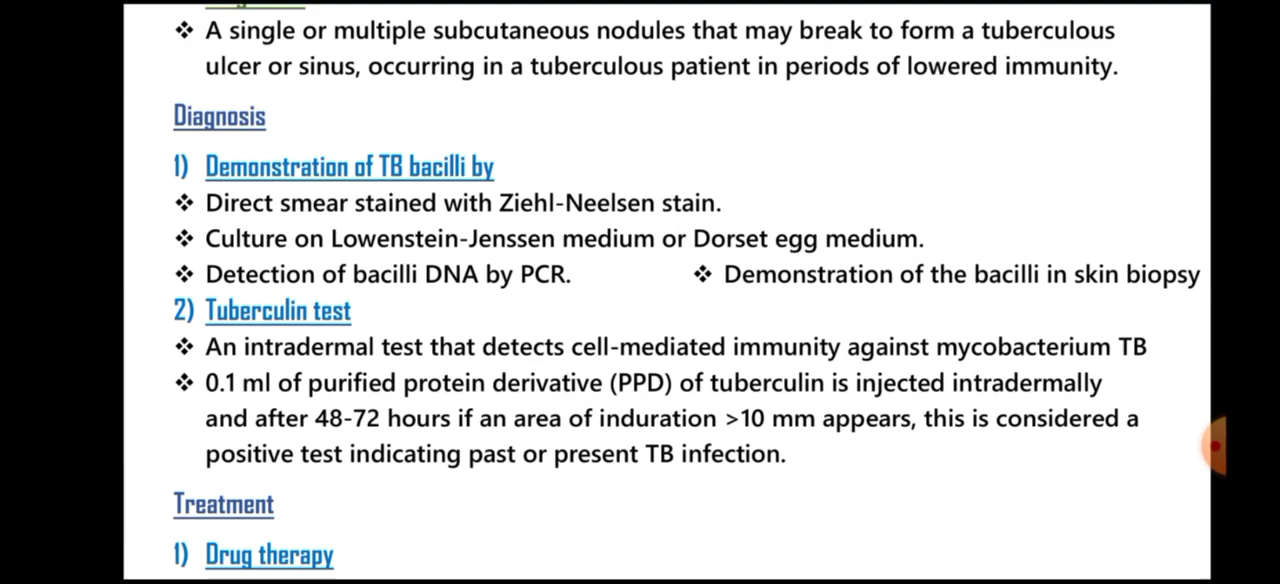 ❖ A single or multiple subcutaneous nodules that may break to form a tuberculous
ulcer or sinus, occurring in a tuberculous patient in periods of lowered immunity.
Diagnosis
1) Demonstration of TB bacilli by
❖ Direct smear stained with Ziehl-Neelsen stain.
❖ Culture on Lowenstein-Jenssen medium or Dorset egg medium.
❖ Detection of bacilli DNA by PCR. ❖ Demonstration of the bacilli in skin biopsy
2) Tuberculin test
❖ An intradermal test that detects cell-mediated immunity against mycobacterium TB
❖ 0.1 ml of purified protein derivative (PPD) of tuberculin is injected intradermally
and after 48-72 hours if an area of induration >10 mm appears, this is considered a
positive test indicating past or present TB infection.
Treatment
1) Drug therapy